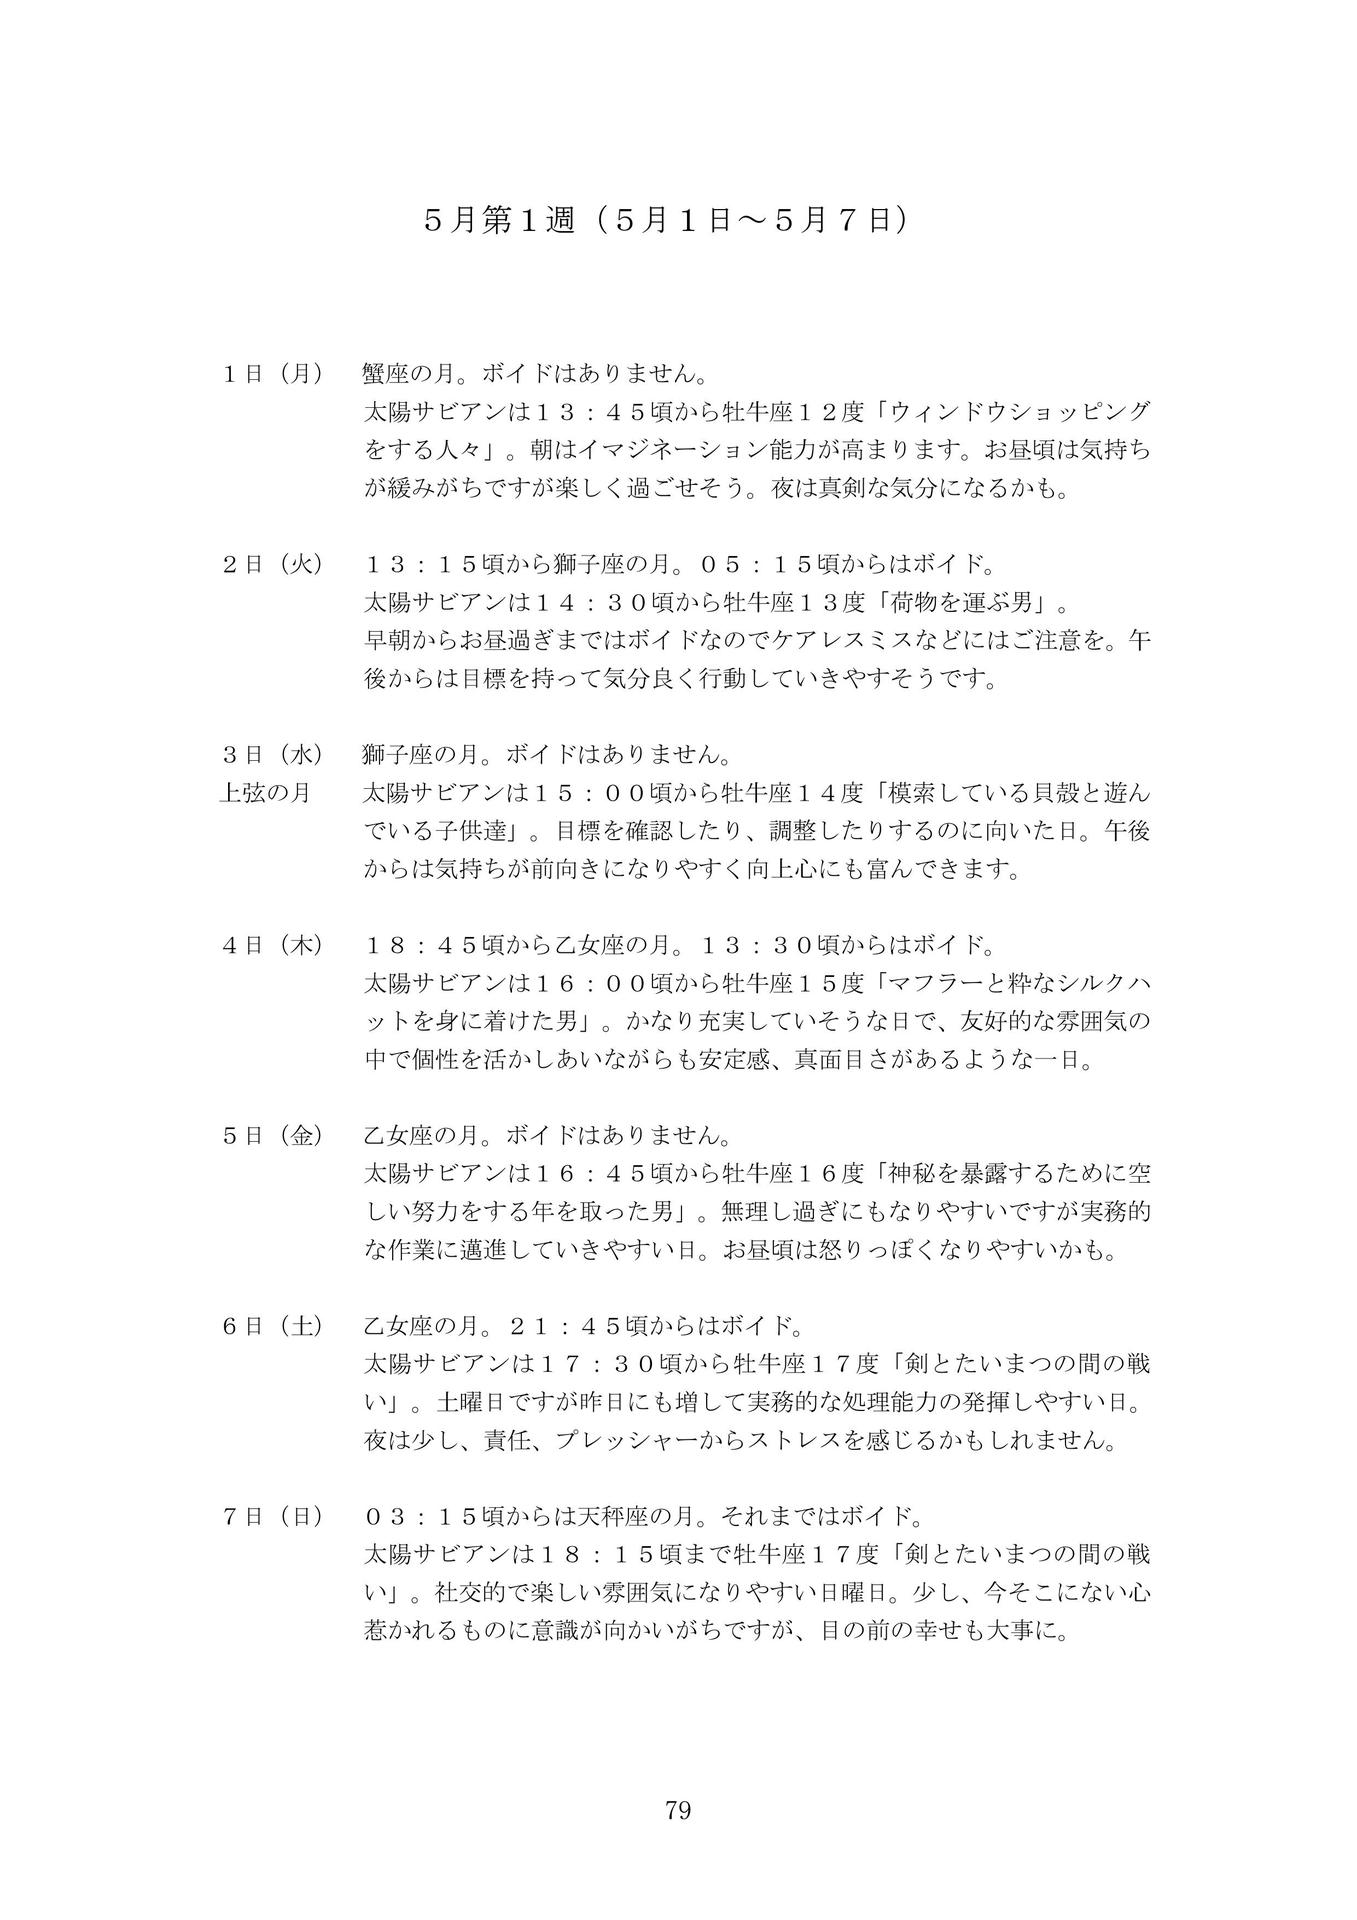 ５月第１週（５月１日～５月７日）
１日（月）　蟹座の月。ボイドはありません。
太陽サビアンは１３：４５頃から牡牛座１２度「ウィンドウショッピング
をする人々」。朝はイマジネーション能力が高まります。お昼頃は気持ち
が緩みがちですが楽しく過ごせそう。夜は真剣な気分になるかも。
２日（火）　１３：１５頃から獅子座の月。０５：１５頃からはボイド。
太陽サビアンは１４：３０頃から牡牛座１３度「荷物を運ぶ男」。
早朝からお昼過ぎまではボイドなのでケアレスミスなどにはご注意を。午
後からは目標を持って気分良く行動していきやすそうです。
３日（水）　獅子座の月。ボイドはありません。
上弦の月　太陽サビアンは１５：００頃から牡牛座１４度「模索している貝殻と遊ん
でいる子供達」。目標を確認したり、調整したりするのに向いた日。午後
からは気持ちが前向きになりやすく向上心にも富んできます。
４日（木）　１８：４５頃から乙女座の月。１３：３０頃からはボイド。
太陽サビアンは１６：００頃から牡牛座１５度「マフラーと粋なシルクハ
ットを身に着けた男」。かなり充実していそうな日で、友好的な雰囲気の
中で個性を活かしあいながらも安定感、真面目さがあるような一日。
５日（金）　乙女座の月。ボイドはありません。
太陽サビアンは１６：４５頃から牡牛座１６度「神秘を暴露するために空
しい努力をする年を取った男」。無理し過ぎにもなりやすいですが実務的
な作業に邁進していきやすい日。お昼頃は怒りっぽくなりやすいかも。
６日（土）　乙女座の月。２１：４５頃からはボイド。
太陽サビアンは１７：３０頃から牡牛座１７度「剣とたいまつの間の戦
い」。土曜日ですが昨日にも増して実務的な処理能力の発揮しやすい日。
夜は少し、責任、プレッシャーからストレスを感じるかもしれません。
７日（日）　０３：１５頃からは天秤座の月。それまではボイド。
太陽サビアンは１８：１５頃まで牡牛座１７度「剣とたいまつの間の戦
い」。社交的で楽しい雰囲気になりやすい日曜日。少し、今そこにない心
惹かれるものに意識が向かいがちですが、目の前の幸せも大事に。
79